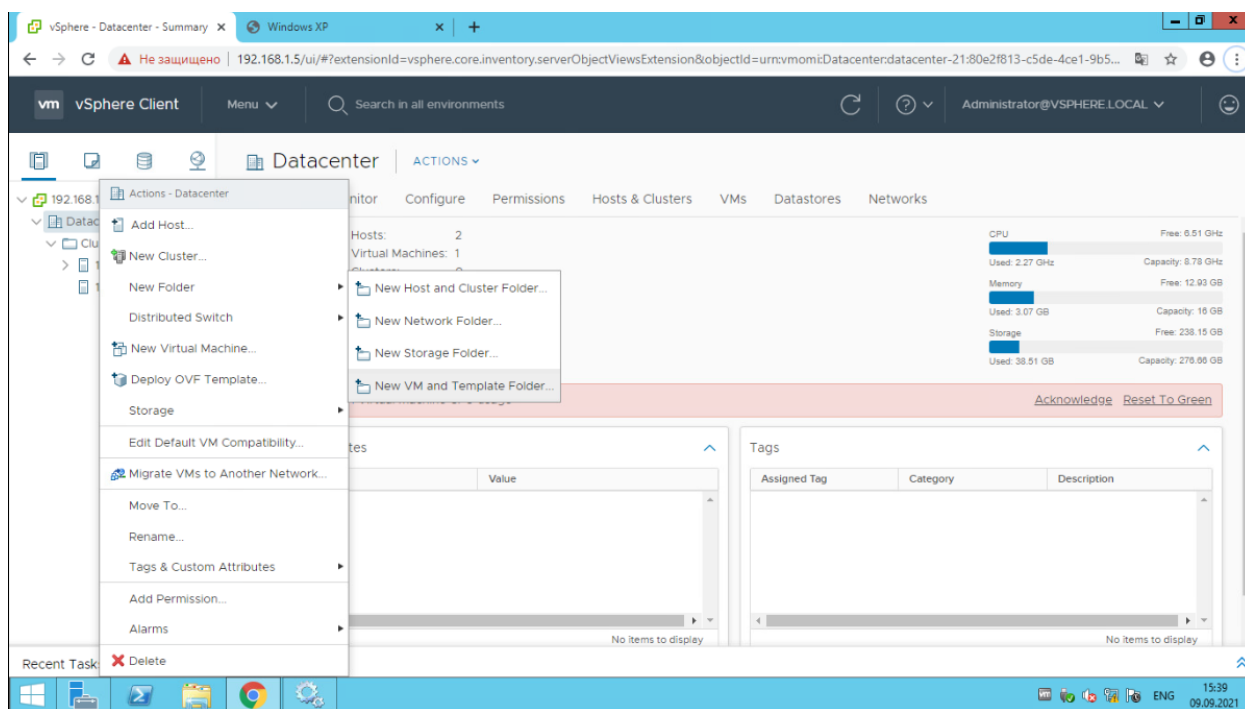 vSphere - Datacenter - Summary
Windows XP
Не защищено
192.168.1.5/ui/#?extensionId=vsphere.core.inventory.serverObjectViewsExtension&objectId=urn:vmomi:Datacenter:datacenter-21:80e2f813-c5de-4ce1-9b5...
vm vSphere Client
Menu
Search in all environments
Administrator@VSPHERE.LOCAL
Datacenter
ACTIONS
nitor Configure Permissions Hosts & Clusters VMs Datastores Networks
192.168.1
Datac
Clu
1
1
Actions - Datacenter
Add Host...
New Cluster...
New Folder
Distributed Switch
New Virtual Machine...
Deploy OVF Template...
Storage
Edit Default VM Compatibility...
Migrate VMs to Another Network...
Move To...
Rename...
Tags & Custom Attributes
Add Permission...
Alarms
Delete
New Host and Cluster Folder...
New Network Folder...
New Storage Folder...
New VM and Template Folder...
Hosts: 2
Virtual Machines: 1
CPU Free: 6.51 GHz
Used: 2.27 GHz Capacity: 8.78 GHz
Memory Free: 12.93 GB
Used: 3.07 GB Capacity: 16 GB
Storage Free: 238.15 GB
Used: 38.51 GB Capacity: 276.66 GB
Acknowledge Reset To Green
tes
Value
No items to display
Tags
Assigned Tag Category Description
No items to display
Recent Task
ENG
15:39
09.09.2021